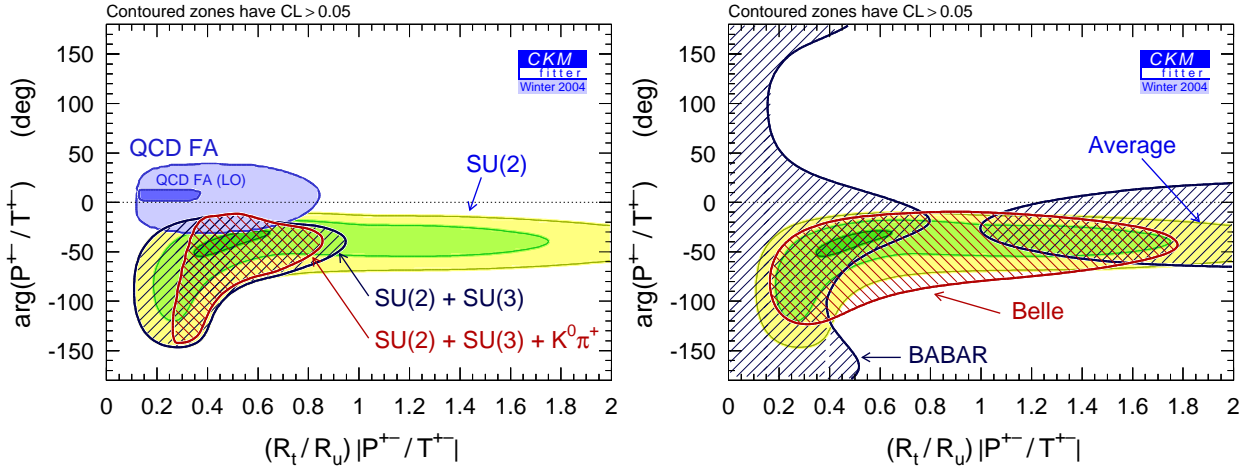 Contoured zones have CL > 0.05
150
100
50
0
-50
-100
-150
0
0.2
0.4
0.6
0.8
1
1.2
1.4
1.6
1.8
2
arg(P⁺⁻ / T⁺⁻) (deg)
(Rₜ / Rᵤ) |P⁺⁻ / T⁺⁻|
CKM
fitter
Winter 2004
QCD FA
QCD FA (LO)
SU(2)
SU(2) + SU(3)
SU(2) + SU(3) + K⁰π⁺
Contoured zones have CL > 0.05
150
100
50
0
-50
-100
-150
0
0.2
0.4
0.6
0.8
1
1.2
1.4
1.6
1.8
2
arg(P⁺⁻ / T⁺⁻) (deg)
(Rₜ / Rᵤ) |P⁺⁻ / T⁺⁻|
CKM
fitter
Winter 2004
Average
Belle
BABAR